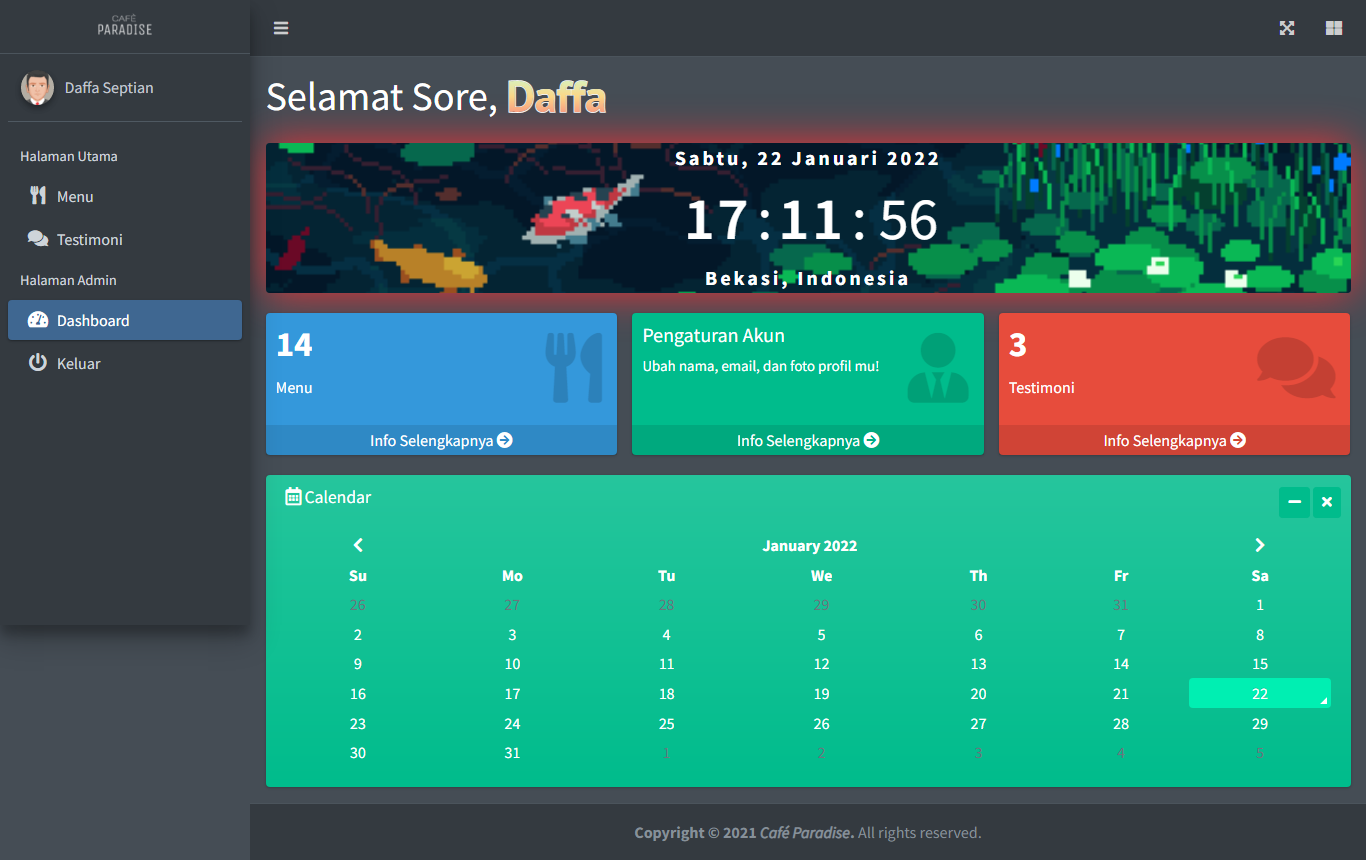 CAFÉ
PARADISE
Daffa Septian
Halaman Utama
Menu
Testimoni
Halaman Admin
Dashboard
Keluar
Selamat Sore, Daffa
Sabtu, 22 Januari 2022
17:11:56
Bekasi, Indonesia
14
Menu
Info Selengkapnya
Pengaturan Akun
Ubah nama, email, dan foto profil mu!
Info Selengkapnya
3
Testimoni
Info Selengkapnya
Calendar
January 2022
Su Mo Tu We Th Fr Sa
26 27 28 29 30 31 1
2 3 4 5 6 7 8
9 10 11 12 13 14 15
16 17 18 19 20 21 22
23 24 25 26 27 28 29
30 31 1 2 3 4 5
Copyright © 2021 Café Paradise. All rights reserved.